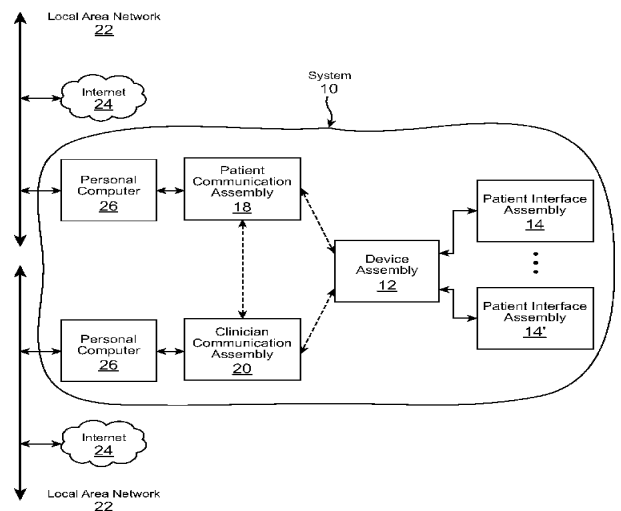 Local Area Network
22
Internet
24
System
10
Personal
Computer
26
Patient
Communication
Assembly
18
Patient Interface
Assembly
14
Device
Assembly
12
Patient Interface
Assembly
14'
Personal
Computer
26
Clinician
Communication
Assembly
20
Internet
24
Local Area Network
22